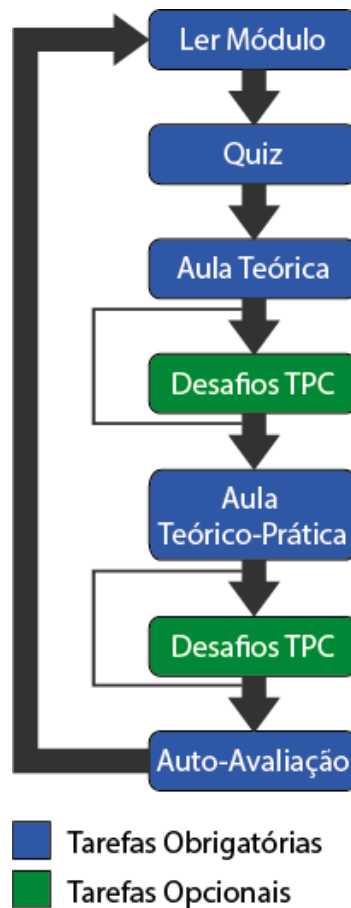 Ler Módulo
Quiz
Aula Teórica
Desafios TPC
Aula
Teórico-Prática
Desafios TPC
Auto-Avaliação
Tarefas Obrigatórias
Tarefas Opcionais